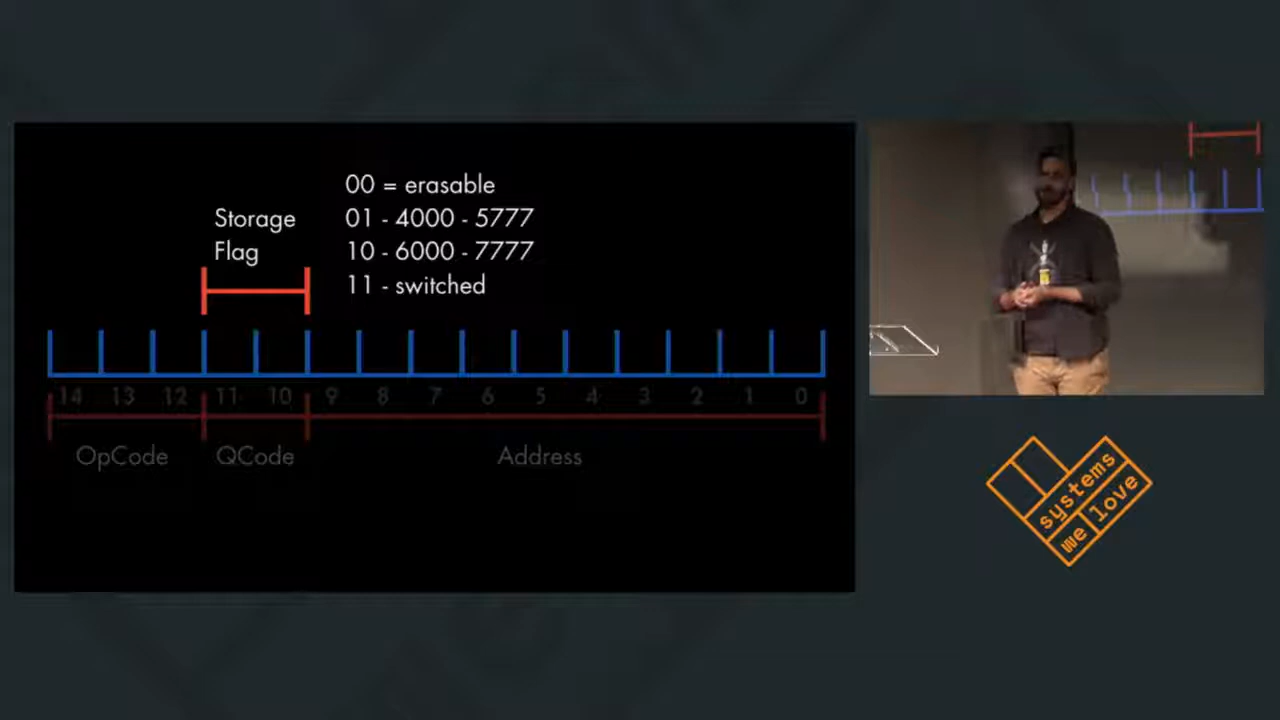 00 = erasable
Storage 01 - 4000 - 5777
Flag 10 - 6000 - 7777
11 - switched
14 13 12 11 10 9 8 7 6 5 4 3 2 1 0
OpCode QCode Address
systems
we love